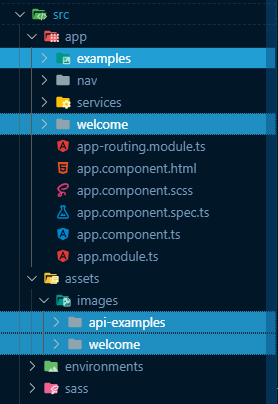 src
app
examples
nav
services
welcome
app-routing.module.ts
app.component.html
app.component.scss
app.component.spec.ts
app.component.ts
app.module.ts
assets
images
api-examples
welcome
environments
sass